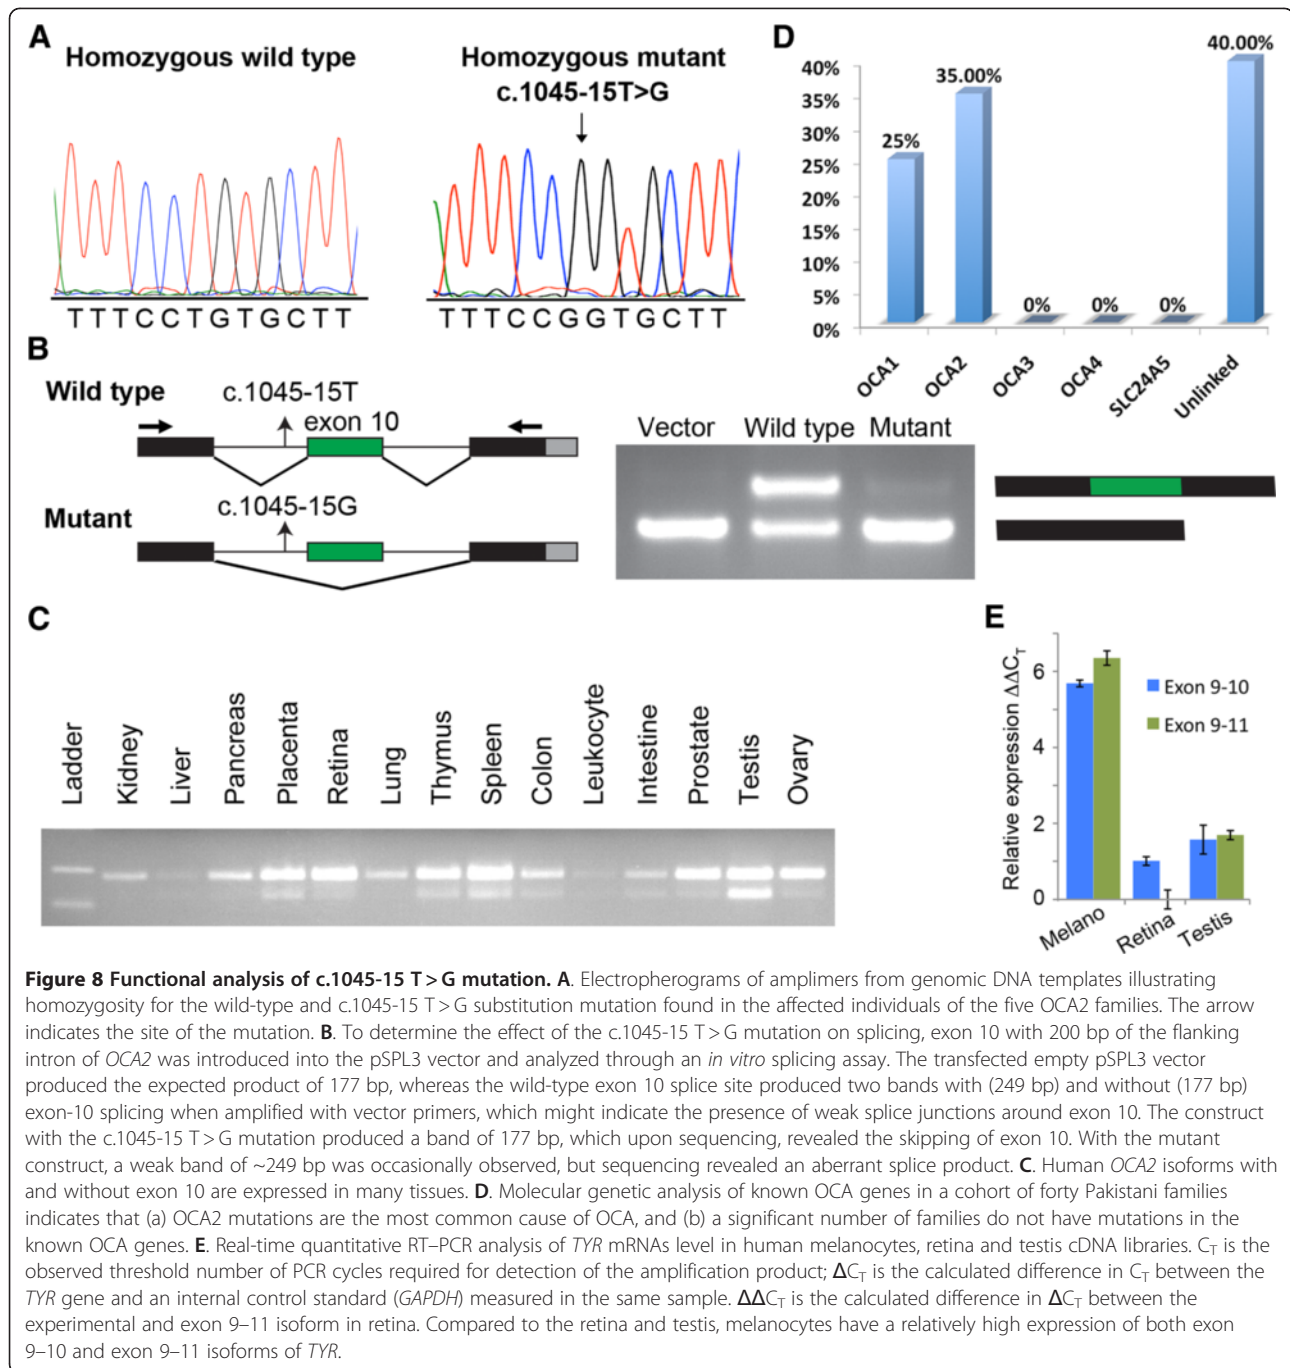 A
Homozygous wild type
Homozygous mutant
c.1045-15T>G
T T T C C T G T G C T T
T T T C C G G T G C T T
D
40%
35%
30%
25%
20%
15%
10%
5%
0%
25%
35.00%
0%
0%
0%
40.00%
OCA1
OCA2
OCA3
OCA4
SLC24A5
Unlinked
B
Wild type
c.1045-15T
exon 10
Mutant
c.1045-15G
Vector
Wild type
Mutant
C
Ladder
Kidney
Liver
Pancreas
Placenta
Retina
Lung
Thymus
Spleen
Colon
Leukocyte
Intestine
Prostate
Testis
Ovary
E
Relative expression ΔΔCT
6
4
2
0
Exon 9-10
Exon 9-11
Melano
Retina
Testis
Figure 8 Functional analysis of c.1045-15 T > G mutation. A. Electropherograms of amplimers from genomic DNA templates illustrating
homozygosity for the wild-type and c.1045-15 T > G substitution mutation found in the affected individuals of the five OCA2 families. The arrow
indicates the site of the mutation. B. To determine the effect of the c.1045-15 T > G mutation on splicing, exon 10 with 200 bp of the flanking
intron of OCA2 was introduced into the pSPL3 vector and analyzed through an in vitro splicing assay. The transfected empty pSPL3 vector
produced the expected product of 177 bp, whereas the wild-type exon 10 splice site produced two bands with (249 bp) and without (177 bp)
exon-10 splicing when amplified with vector primers, which might indicate the presence of weak splice junctions around exon 10. The construct
with the c.1045-15 T > G mutation produced a band of 177 bp, which upon sequencing, revealed the skipping of exon 10. With the mutant
construct, a weak band of ~249 bp was occasionally observed, but sequencing revealed an aberrant splice product. C. Human OCA2 isoforms with
and without exon 10 are expressed in many tissues. D. Molecular genetic analysis of known OCA genes in a cohort of forty Pakistani families
indicates that (a) OCA2 mutations are the most common cause of OCA, and (b) a significant number of families do not have mutations in the
known OCA genes. E. Real-time quantitative RT–PCR analysis of TYR mRNAs level in human melanocytes, retina and testis cDNA libraries. CT is the
observed threshold number of PCR cycles required for detection of the amplification product; ΔCT is the calculated difference in CT between the
TYR gene and an internal control standard (GAPDH) measured in the same sample. ΔΔCT is the calculated difference in ΔCT between the
experimental and exon 9–11 isoform in retina. Compared to the retina and testis, melanocytes have a relatively high expression of both exon
9–10 and exon 9–11 isoforms of TYR.